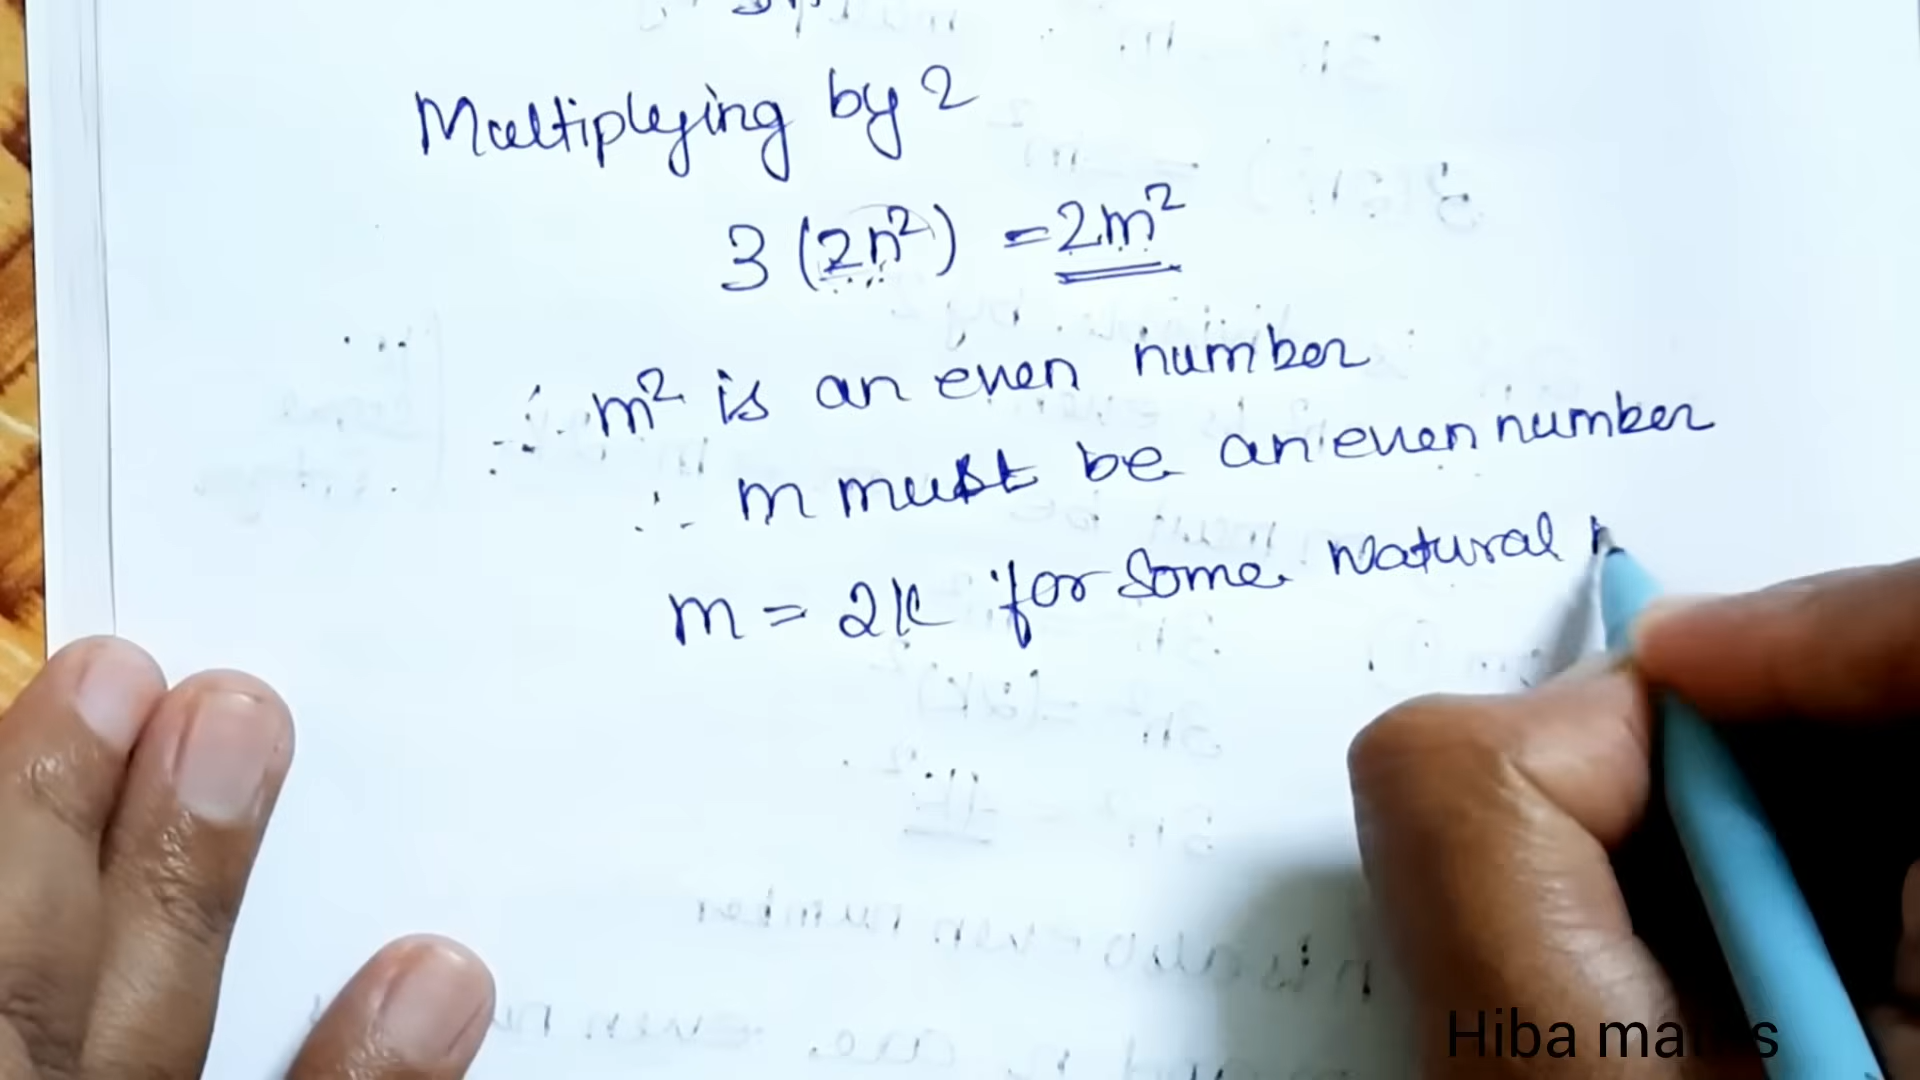 Multiplying by 2
3 (2n²) = 2m²
∴ m² is an even number
∴ m must be an even number
m = 2k for some natural
Hiba maths